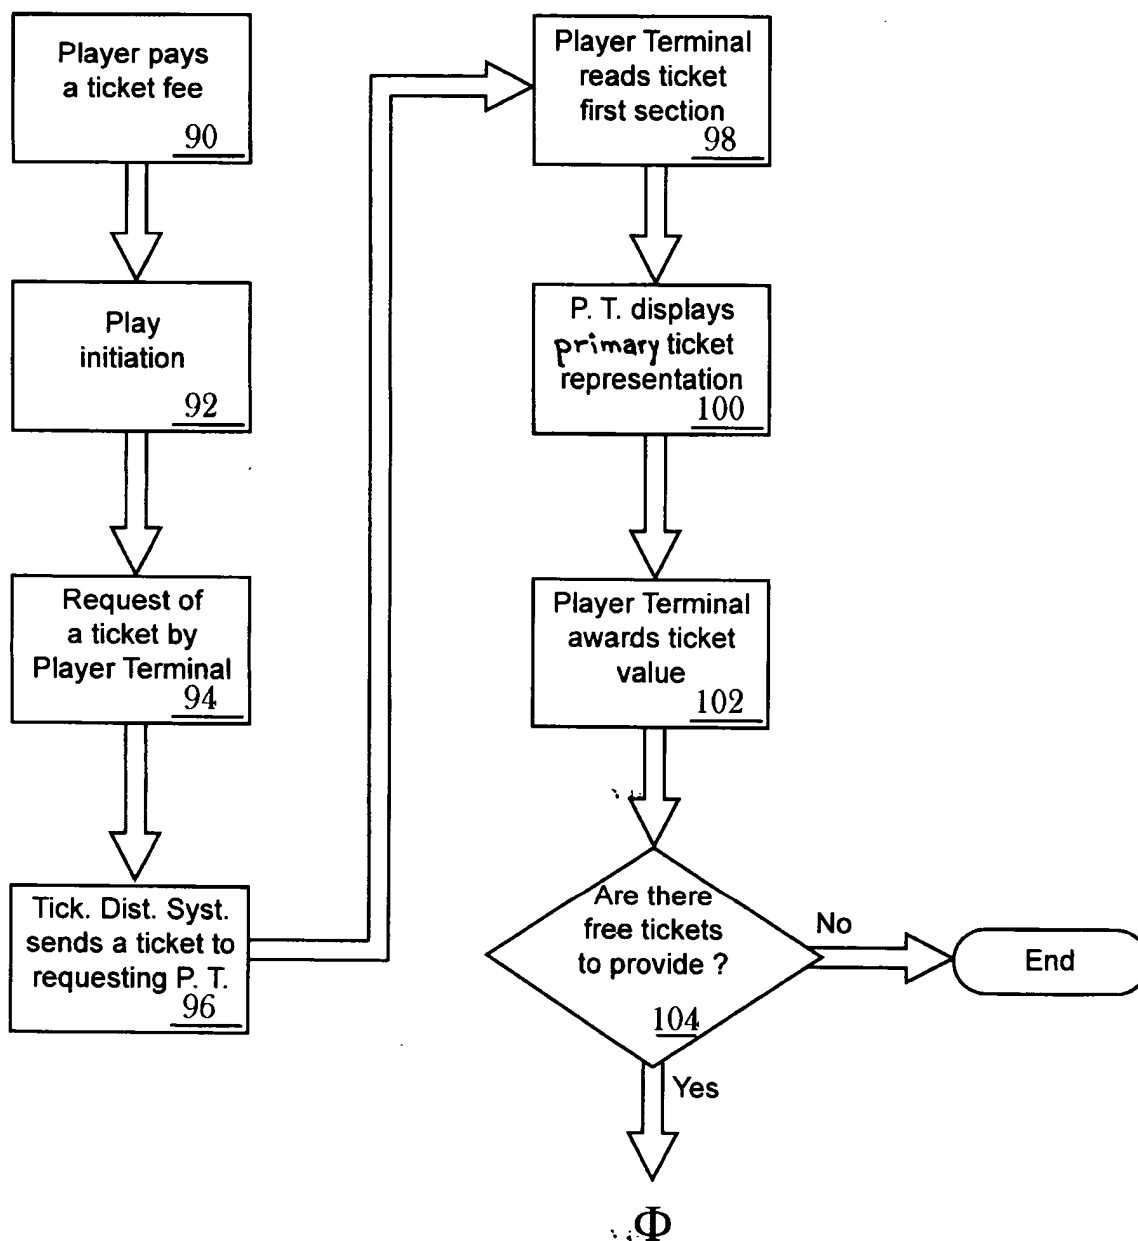 Player pays
a ticket fee
90
Play
initiation
92
Request of
a ticket by
Player Terminal
94
Tick. Dist. Syst.
sends a ticket to
requesting P. T.
96
Player Terminal
reads ticket
first section
98
P. T. displays
primary ticket
representation
100
Player Terminal
awards ticket
value
102
Are there
free tickets
to provide ?
104
No
End
Yes
Φ